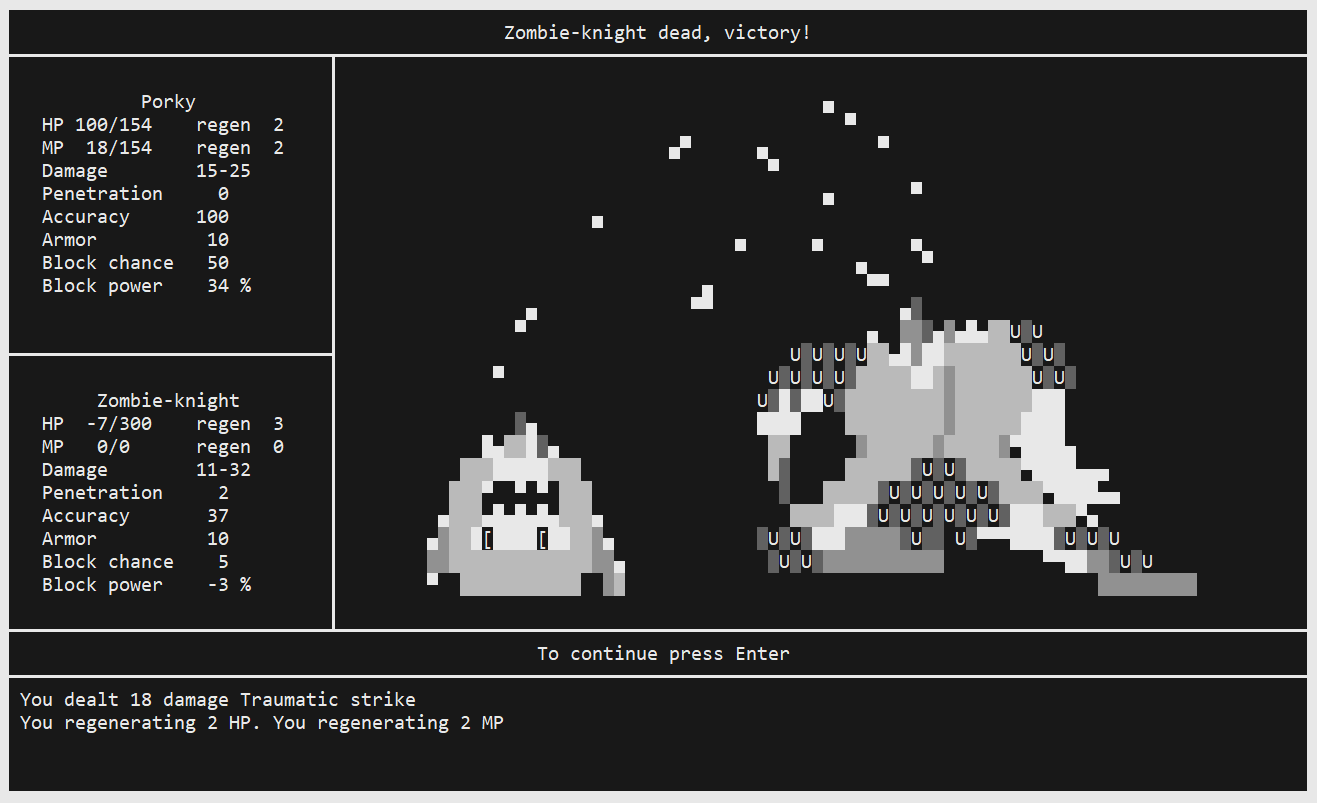 Zombie-knight dead, victory!
Porky
HP 100/154 regen 2
MP 18/154 regen 2
Damage 15-25
Penetration 0
Accuracy 100
Armor 10
Block chance 50
Block power 34 %
Zombie-knight
HP -7/300 regen 3
MP 0/0 regen 0
Damage 11-32
Penetration 2
Accuracy 37
Armor 10
Block chance 5
Block power -3 %
To continue press Enter
You dealt 18 damage Traumatic strike
You regenerating 2 HP. You regenerating 2 MP